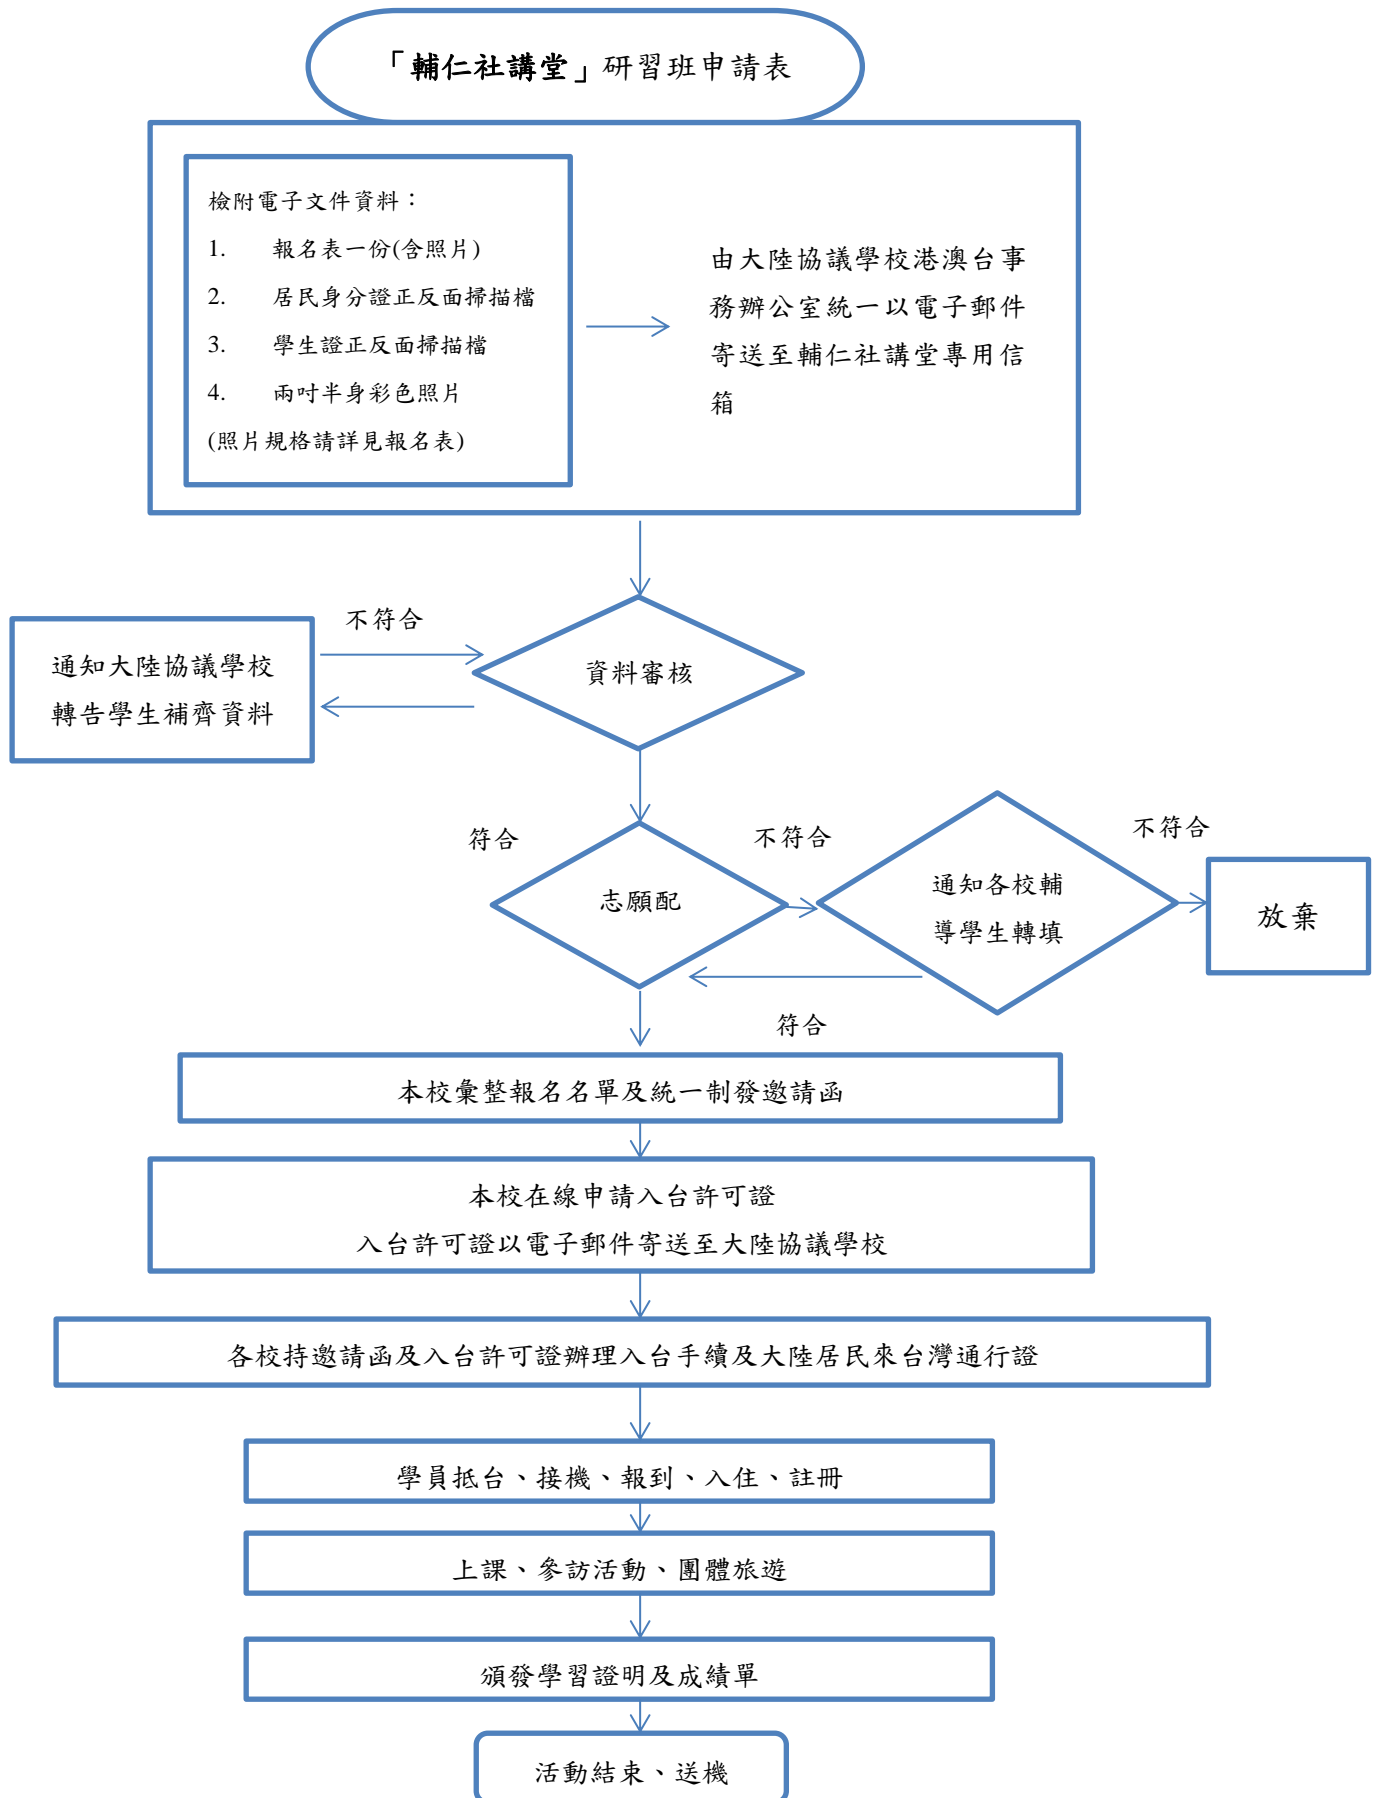 「輔仁社講堂」研習班申請表
檢附電子文件資料：
1. 報名表一份(含照片)
2. 居民身分證正反面掃描檔
3. 學生證正反面掃描檔
4. 兩吋半身彩色照片
(照片規格請詳見報名表)
由大陸協議學校港澳台事
務辦公室統一以電子郵件
寄送至輔仁社講堂專用信
箱
不符合
通知大陸協議學校
轉告學生補齊資料
資料審核
符合
不符合
不符合
志願配
通知各校輔
導學生轉填
放棄
符合
本校彙整報名名單及統一制發邀請函
本校在線申請入台許可證
入台許可證以電子郵件寄送至大陸協議學校
各校持邀請函及入台許可證辦理入台手續及大陸居民來台灣通行證
學員抵台、接機、報到、入住、註冊
上課、參訪活動、團體旅遊
頒發學習證明及成績單
活動結束、送機